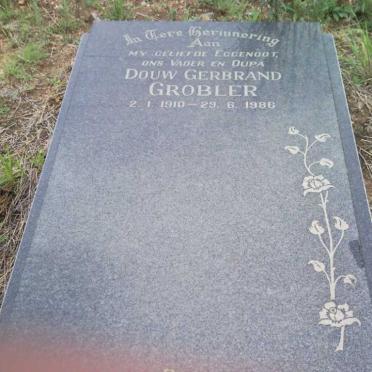 In Tere Herinnering
Aan
MY GELIEFDE EGGENOOT,
ONS VADER EN OUPA
DOUW GERBRAND
GROBLER
2. 1. 1910 - 29. 6. 1986